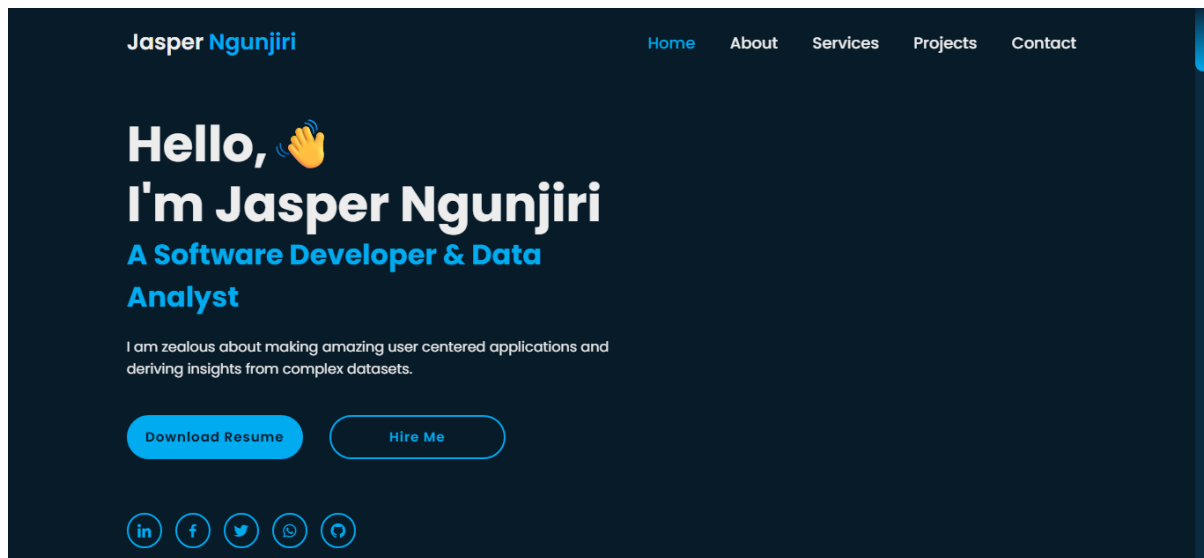 Jasper Ngunjiri
Home About Services Projects Contact
Hello, 👋
I'm Jasper Ngunjiri
A Software Developer & Data
Analyst
I am zealous about making amazing user centered applications and
deriving insights from complex datasets.
Download Resume Hire Me